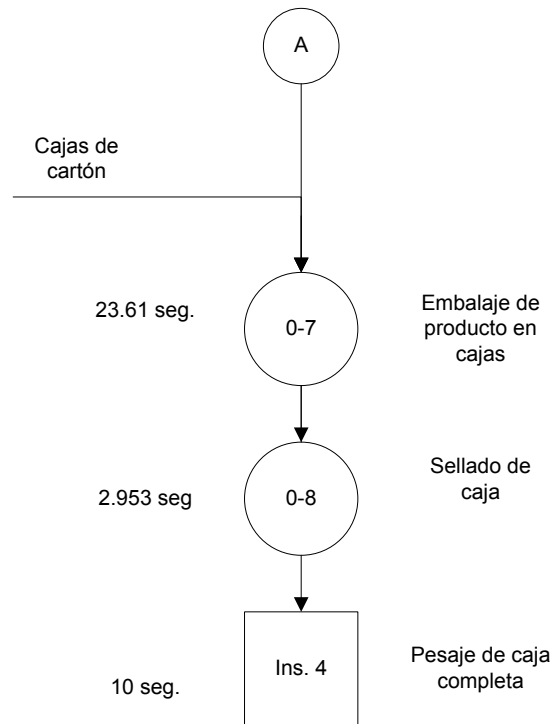 A
Cajas de
cartón
23.61 seg.
0-7
Embalaje de
producto en
cajas
2.953 seg
0-8
Sellado de
caja
10 seg.
Ins. 4
Pesaje de caja
completa